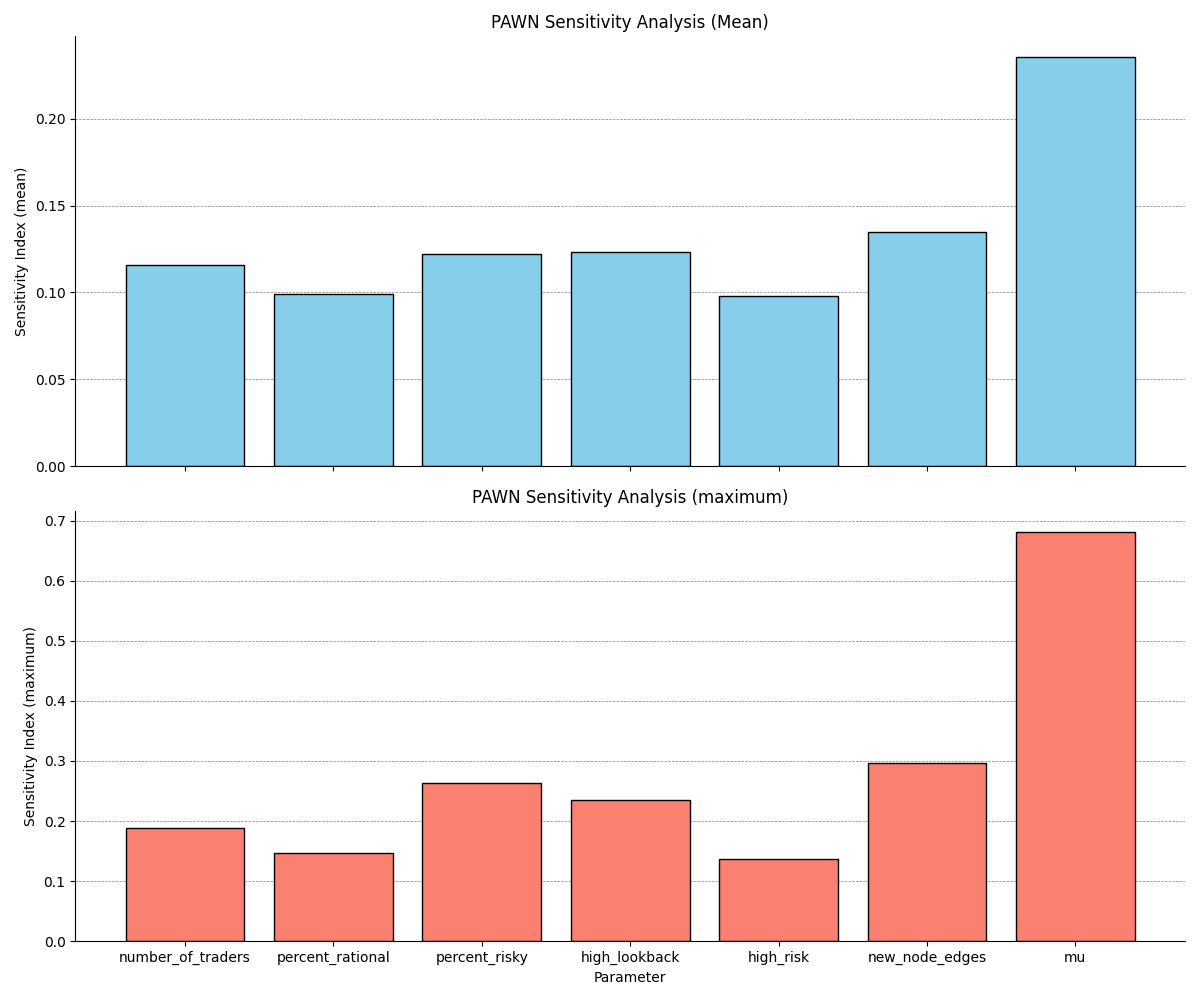 PAWN Sensitivity Analysis (Mean)
Sensitivity Index (mean)
0.20
0.15
0.10
0.05
0.00
PAWN Sensitivity Analysis (maximum)
Sensitivity Index (maximum)
0.7
0.6
0.5
0.4
0.3
0.2
0.1
0.0
number_of_traders percent_rational percent_risky high_lookback high_risk new_node_edges mu
Parameter